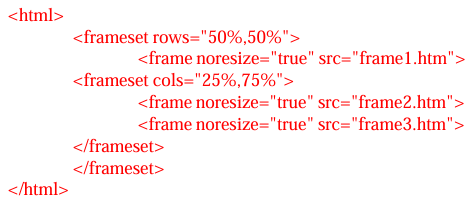 <html>
<frameset rows="50%,50%">
<frame noresize="true" src="frame1.htm">
<frameset cols="25%,75%">
<frame noresize="true" src="frame2.htm">
<frame noresize="true" src="frame3.htm">
</frameset>
</frameset>
</html>